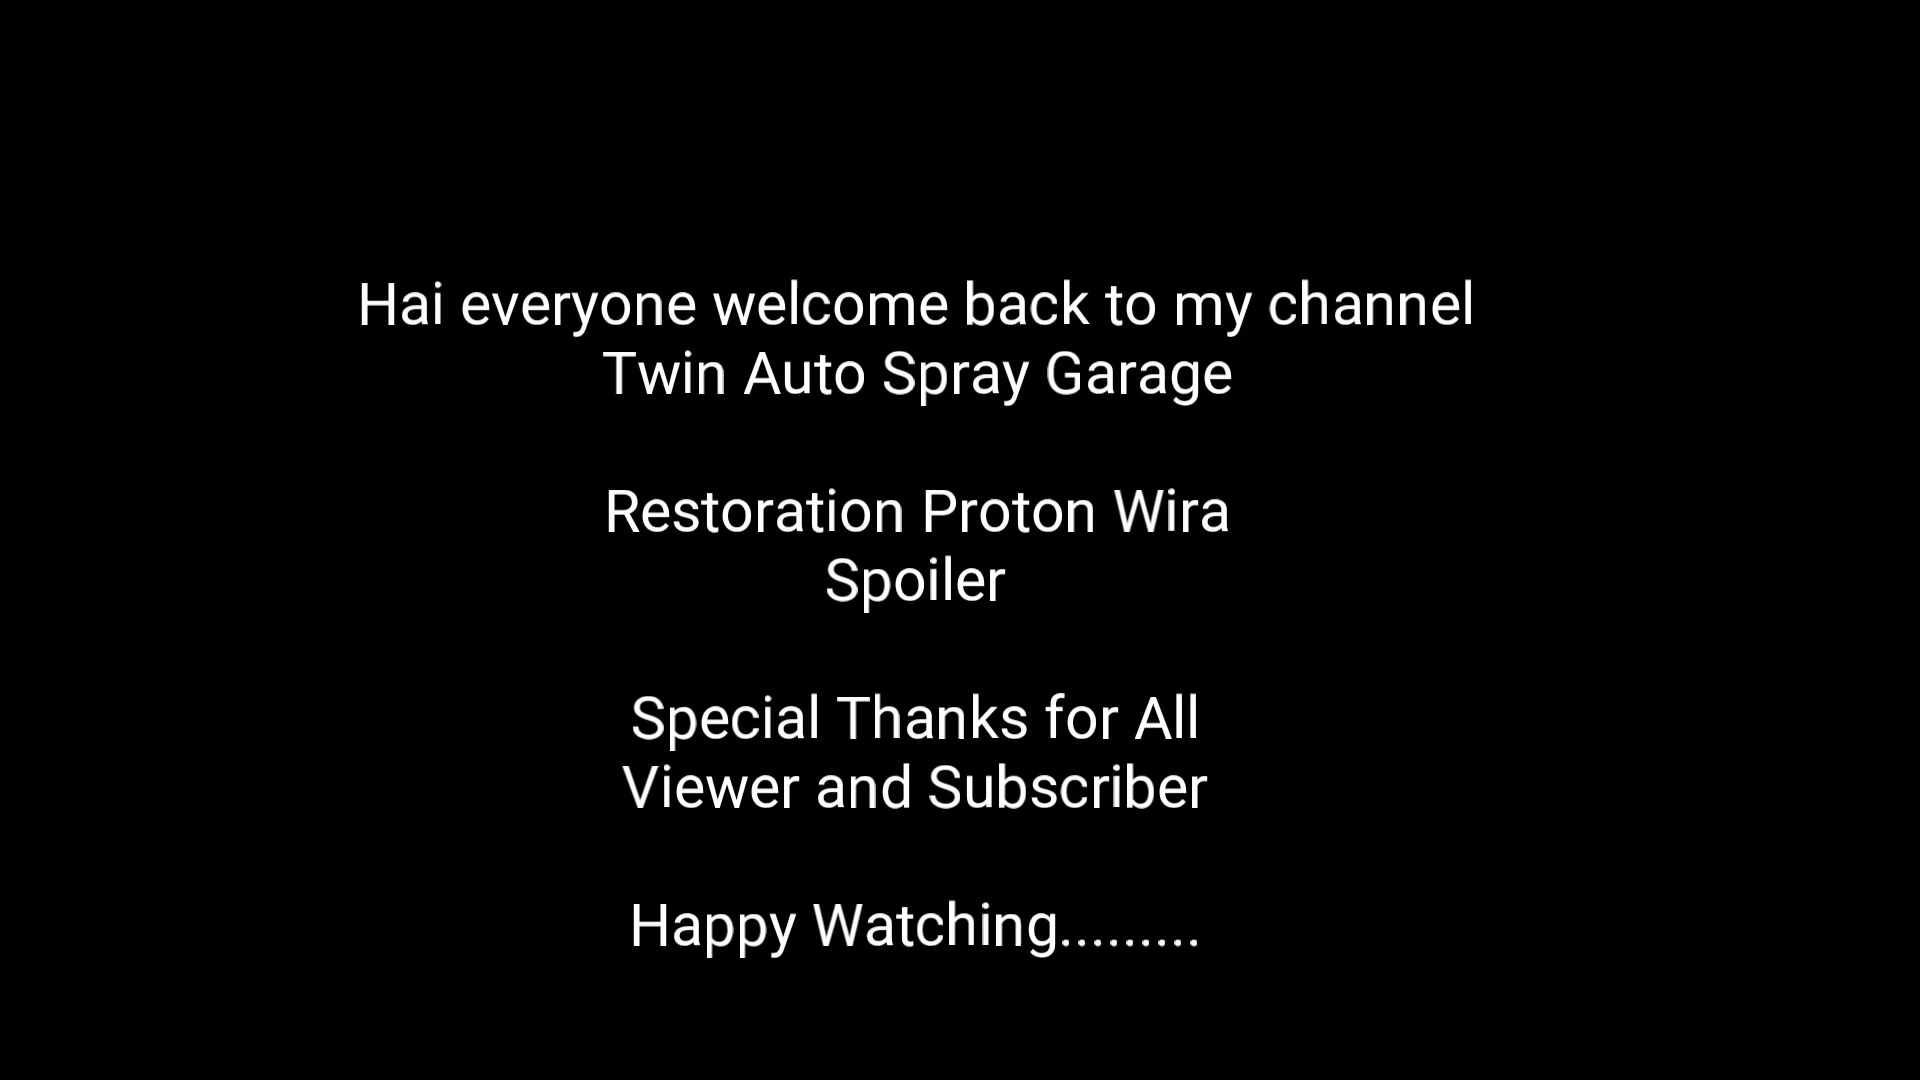 Hai everyone welcome back to my channel
Twin Auto Spray Garage
Restoration Proton Wira
Spoiler
Special Thanks for All
Viewer and Subscriber
Happy Watching.........